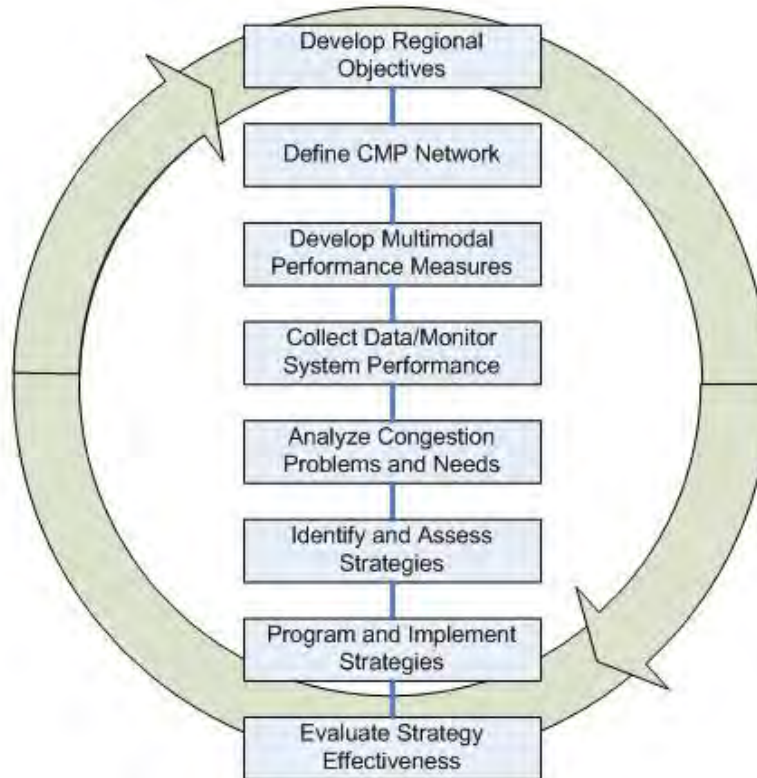 Develop Regional
Objectives
Define CMP Network
Develop Multimodal
Performance Measures
Collect Data/Monitor
System Performance
Analyze Congestion
Problems and Needs
Identify and Assess
Strategies
Program and Implement
Strategies
Evaluate Strategy
Effectiveness